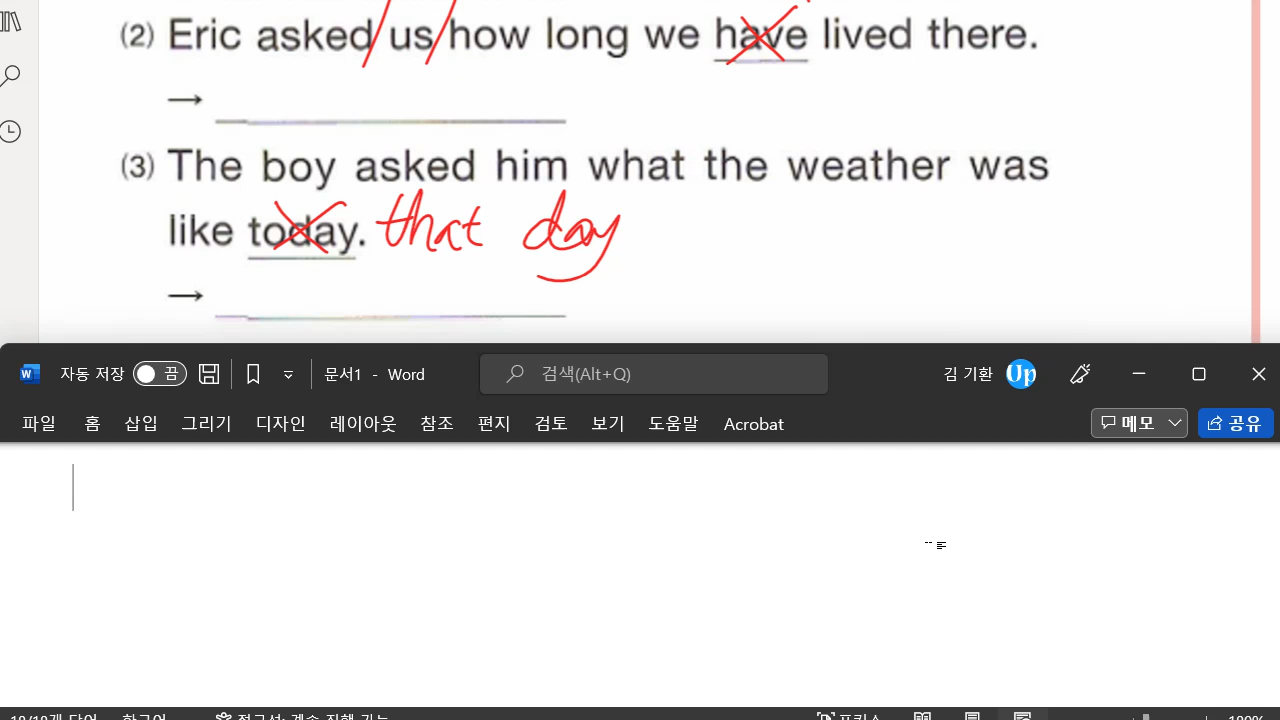 (2) Eric asked us how long we have lived there.
→
(3) The boy asked him what the weather was
like today. that day
→
자동 저장 끔 문서1 - Word 검색(Alt+Q) 김 기환 Up
파일 홈 삽입 그리기 디자인 레이아웃 참조 편지 검토 보기 도움말 Acrobat 메모 공유